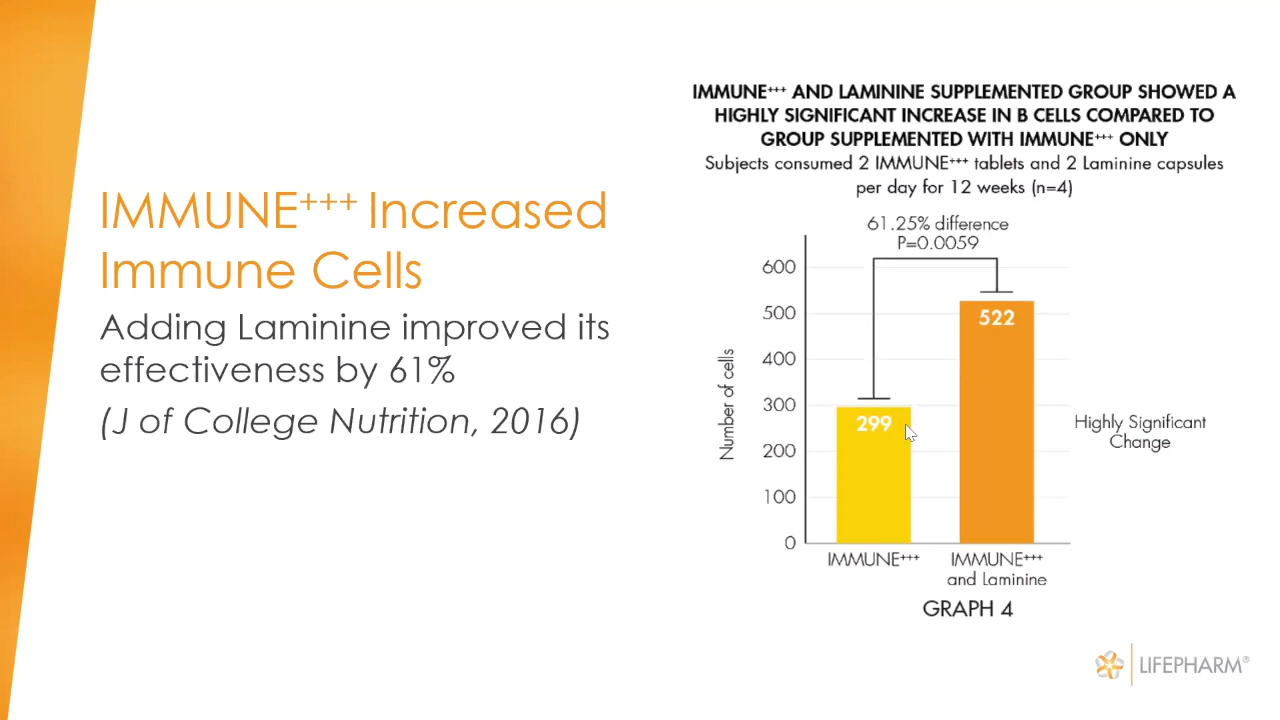 IMMUNE⁺⁺⁺ Increased
Immune Cells
Adding Laminine improved its
effectiveness by 61%
(J of College Nutrition, 2016)
IMMUNE⁺⁺⁺ AND LAMININE SUPPLEMENTED GROUP SHOWED A
HIGHLY SIGNIFICANT INCREASE IN B CELLS COMPARED TO
GROUP SUPPLEMENTED WITH IMMUNE⁺⁺⁺ ONLY
Subjects consumed 2 IMMUNE⁺⁺⁺ tablets and 2 Laminine capsules
per day for 12 weeks (n=4)
61.25% difference
P=0.0059
Number of cells
600
500
400
300
200
100
0
299
522
Highly Significant
Change
IMMUNE⁺⁺⁺
IMMUNE⁺⁺⁺
and Laminine
GRAPH 4
LIFEPHARM®